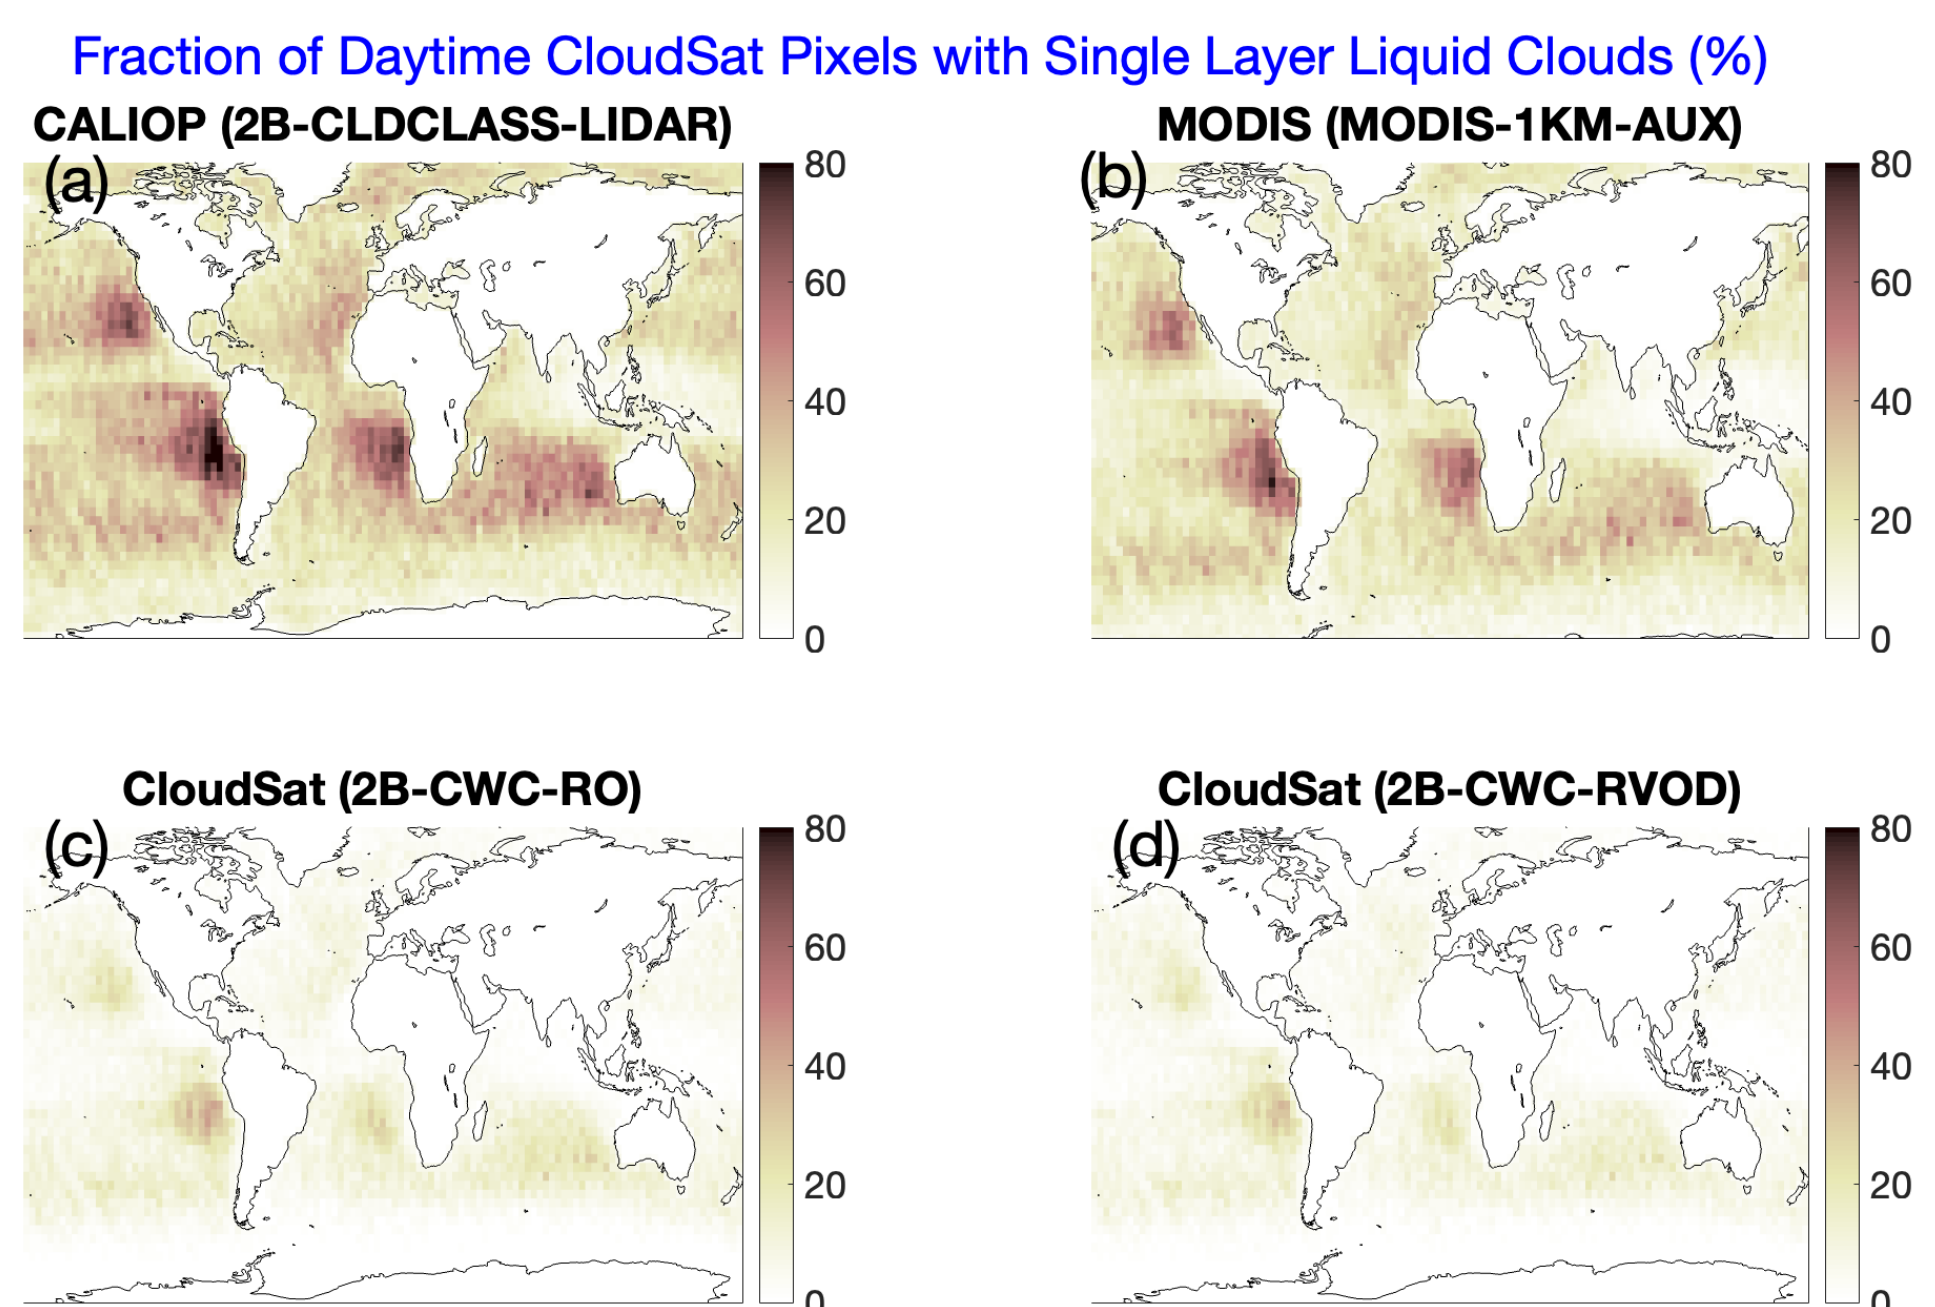 Fraction of Daytime CloudSat Pixels with Single Layer Liquid Clouds (%)
CALIOP (2B-CLDCLASS-LIDAR)
(a)
80
60
40
20
0
MODIS (MODIS-1KM-AUX)
(b)
80
60
40
20
0
CloudSat (2B-CWC-RO)
(c)
80
60
40
20
0
CloudSat (2B-CWC-RVOD)
(d)
80
60
40
20
0